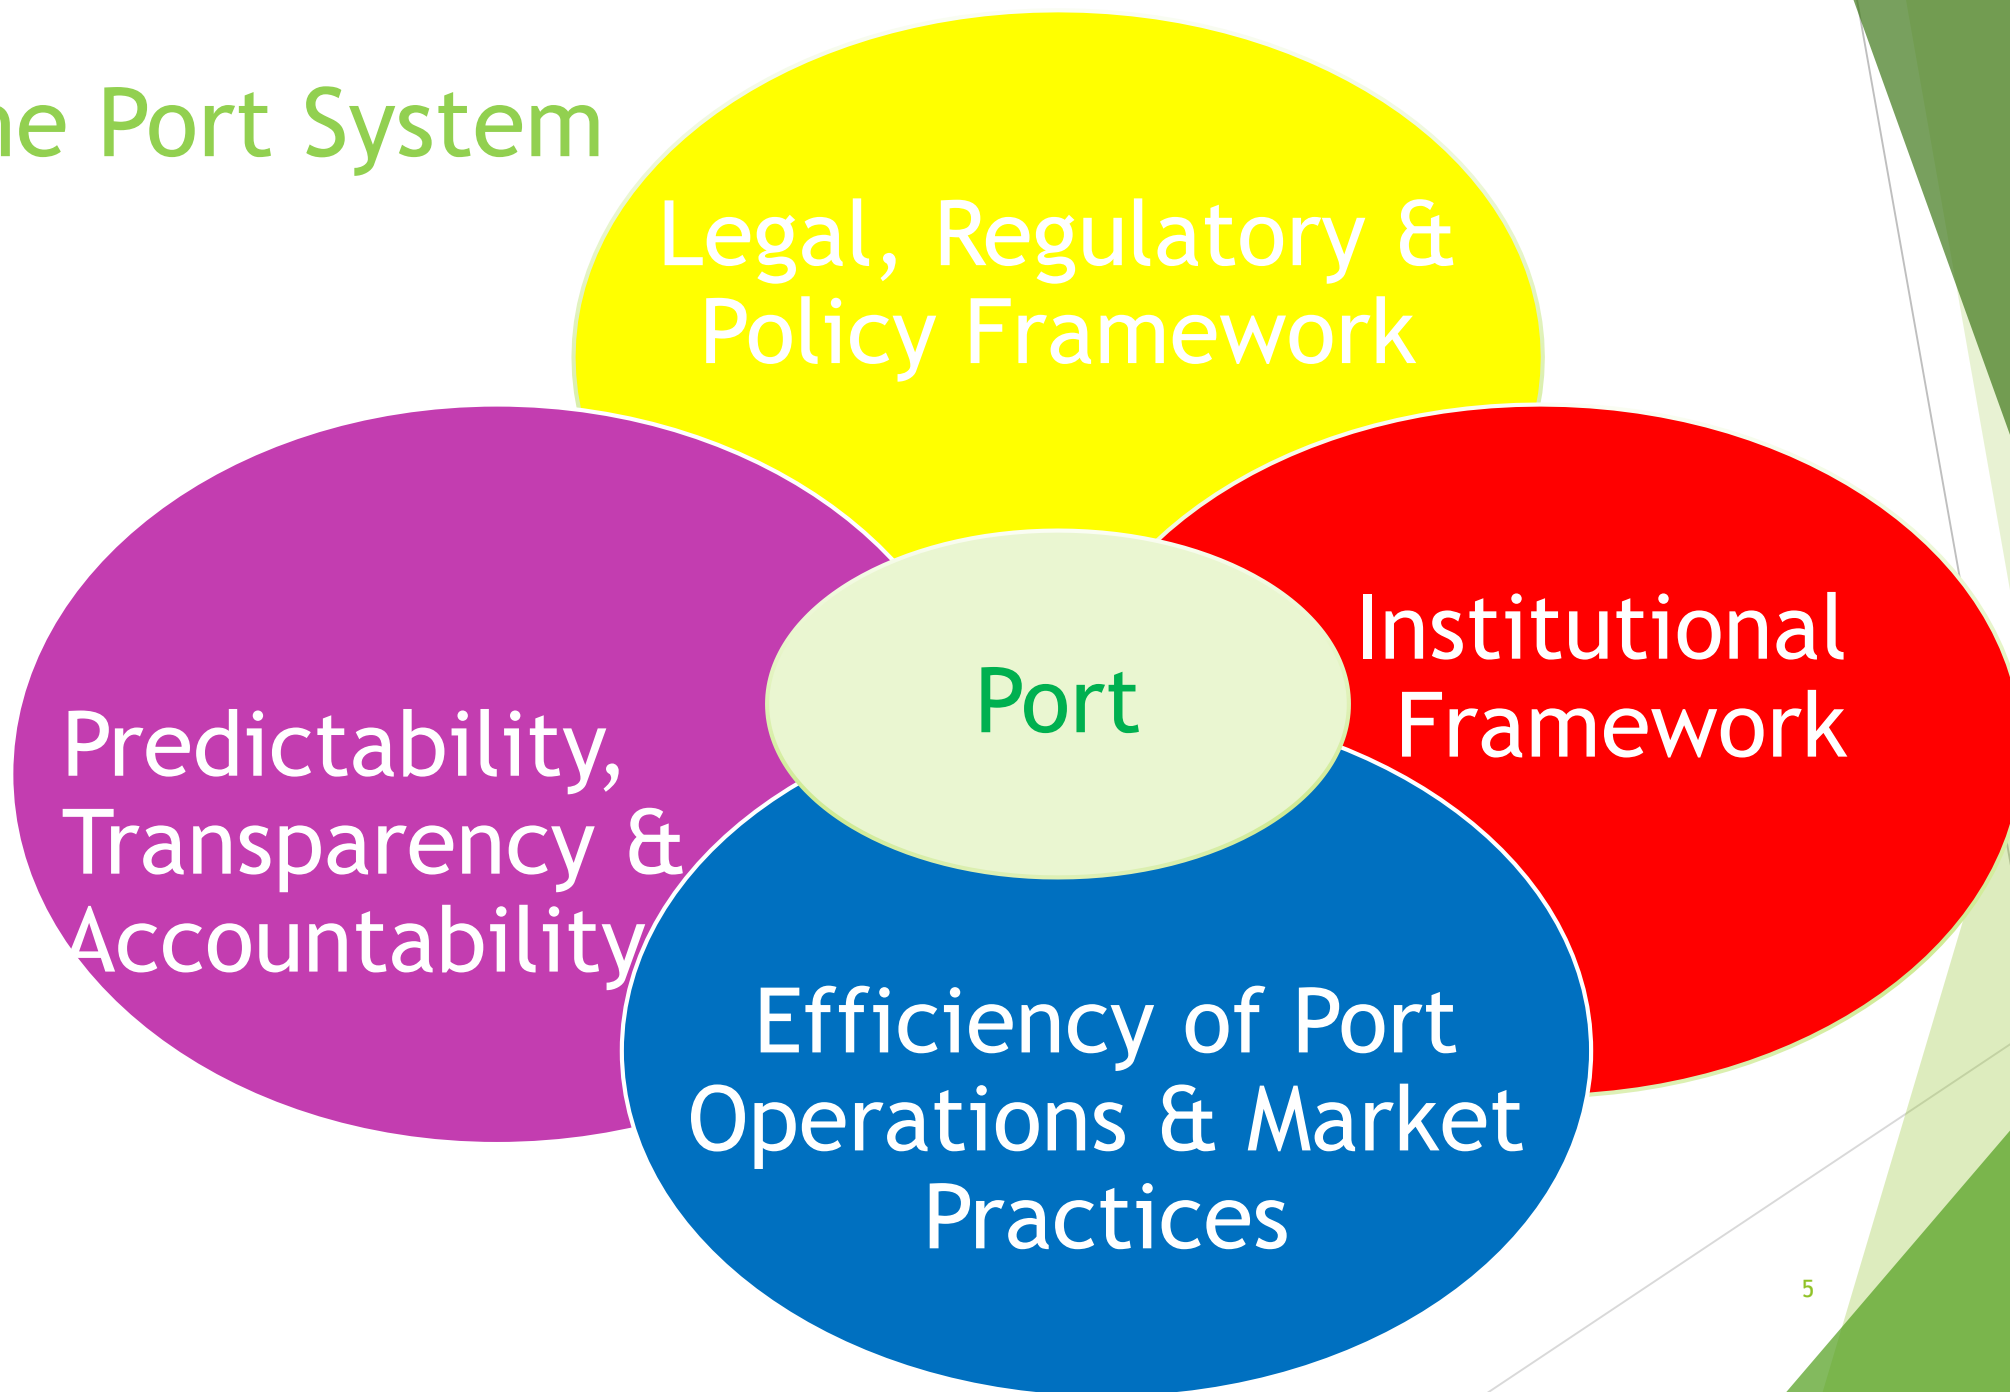 ne Port System
Legal, Regulatory &
Policy Framework
Institutional
Framework
Port
Predictability,
Transparency &
Accountability
Efficiency of Port
Operations & Market
Practices
5